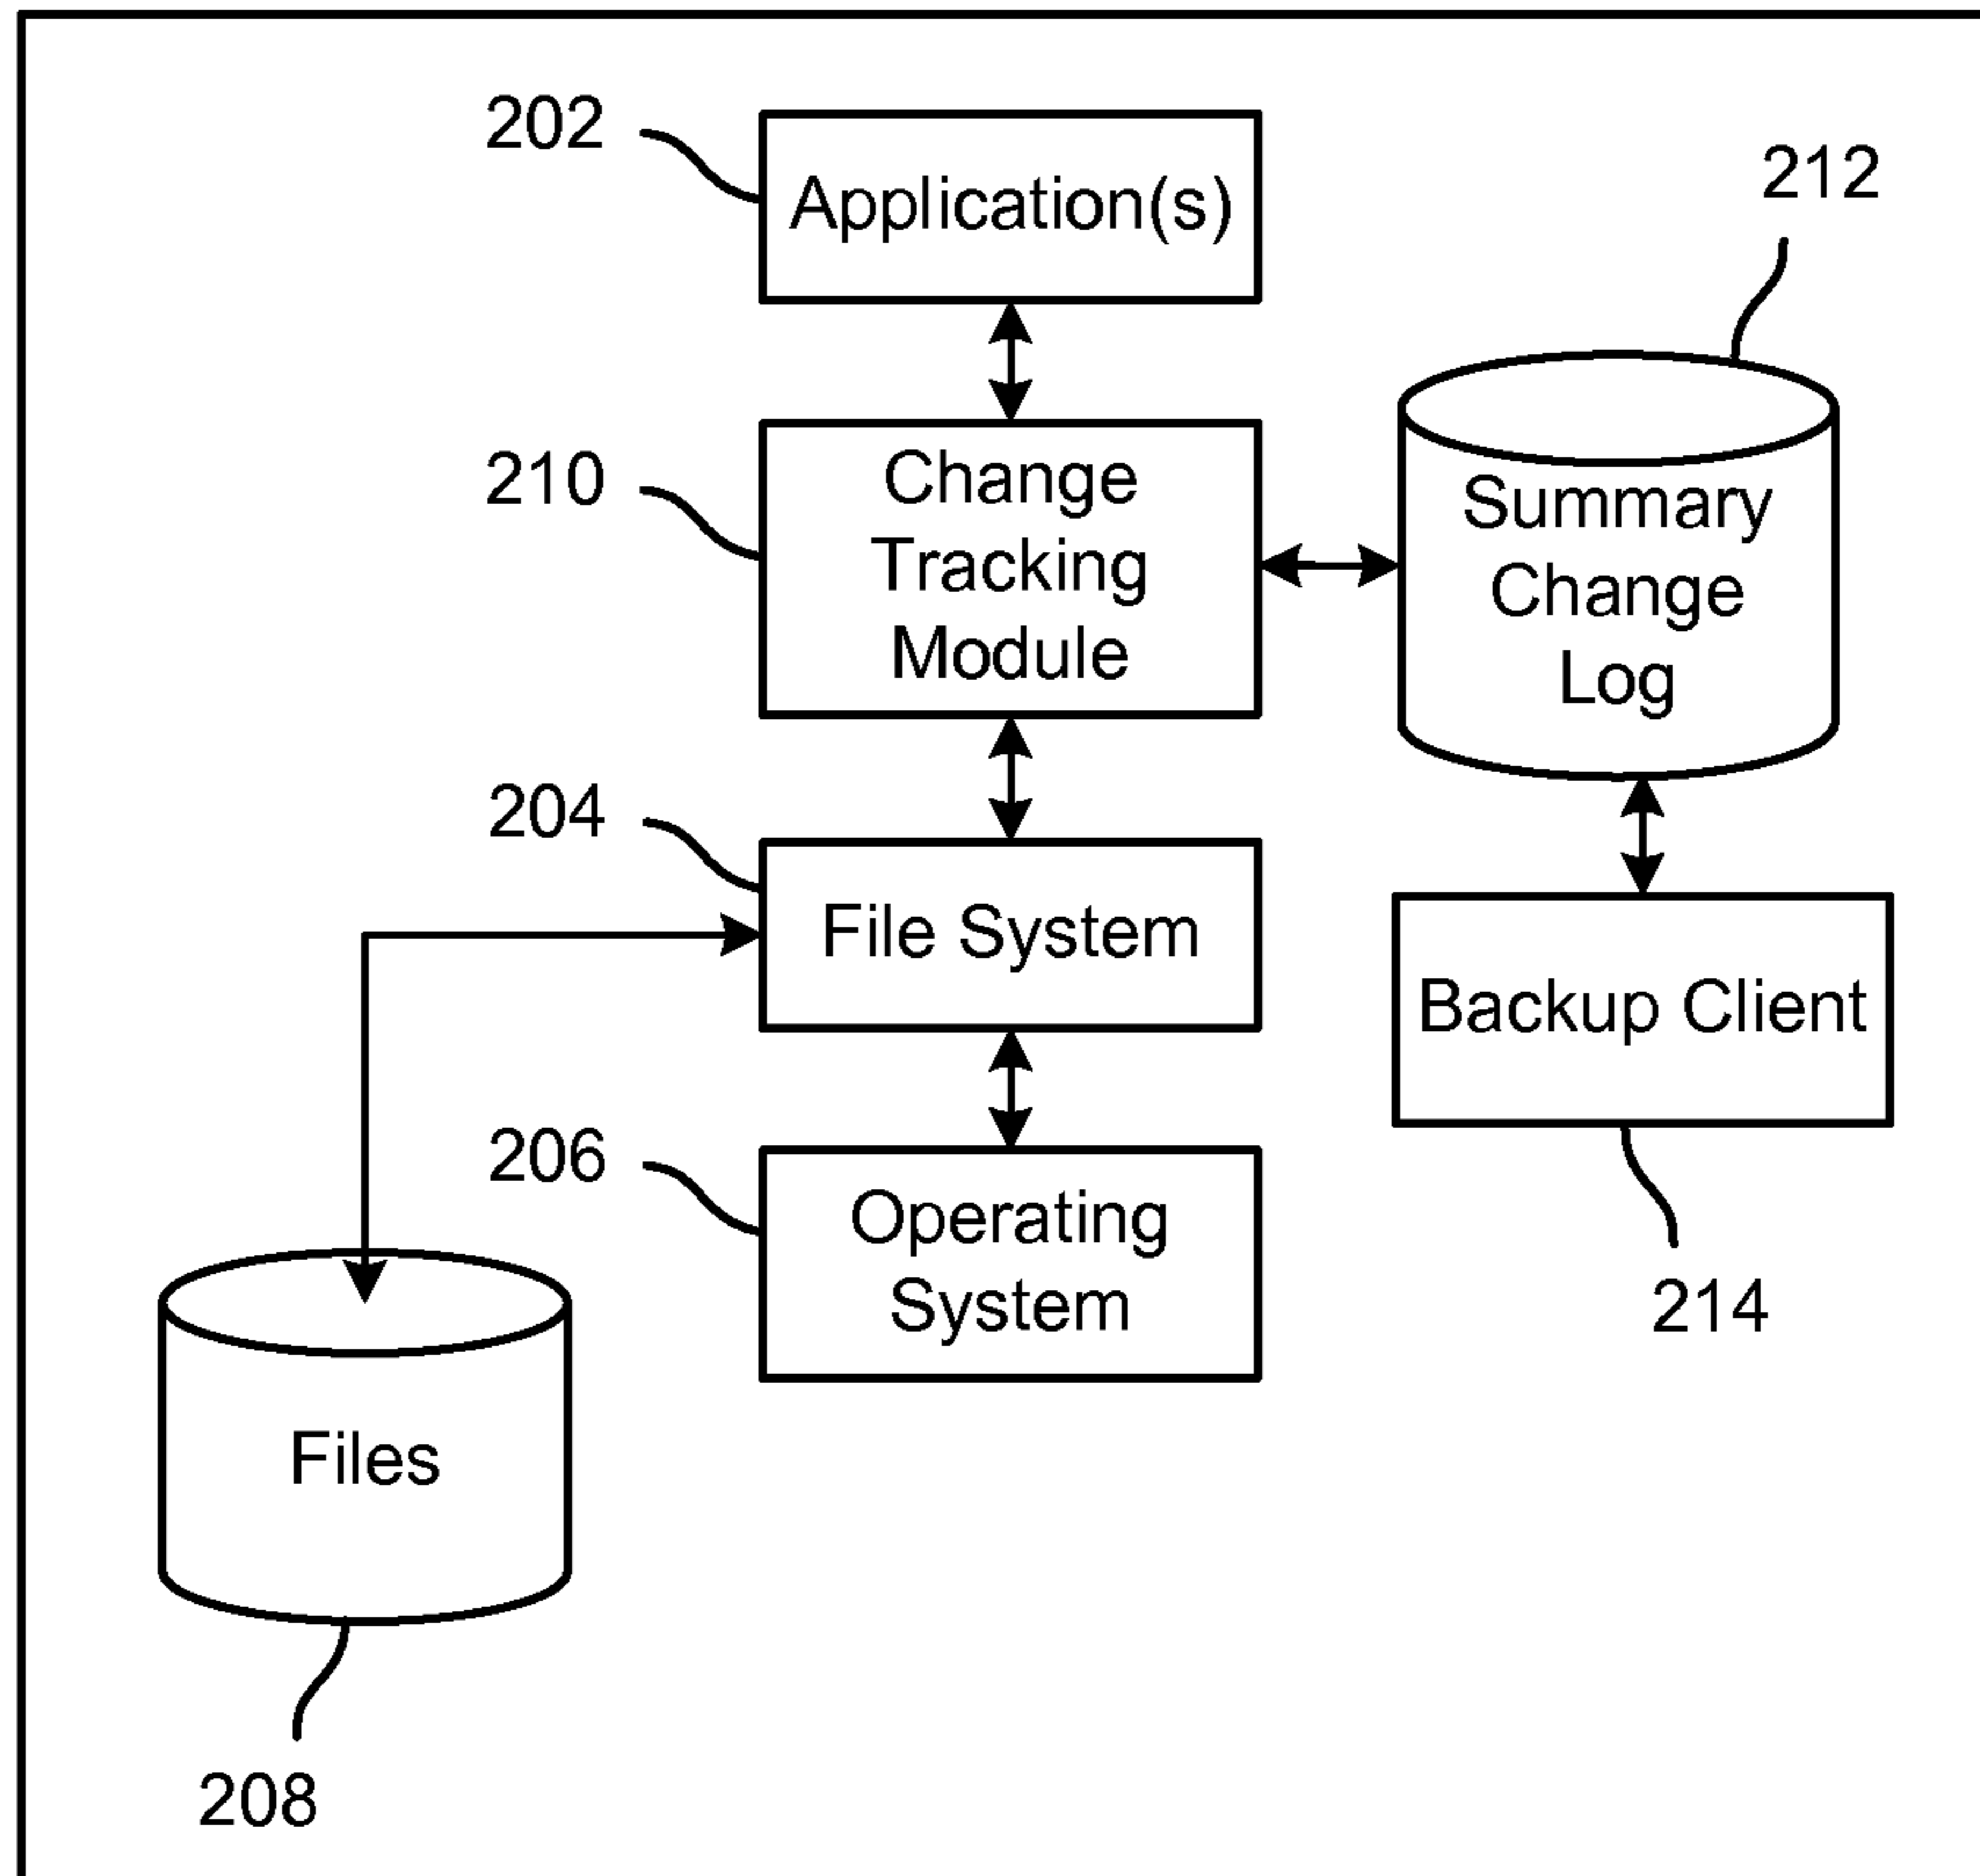 202
Application(s)
212
210
Change
Tracking
Module
Summary
Change
Log
204
File System
Backup Client
206
Operating
System
214
Files
208